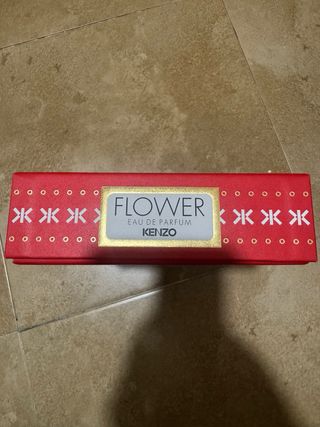 FLOWER
EAU DE PARFUM
KENZO